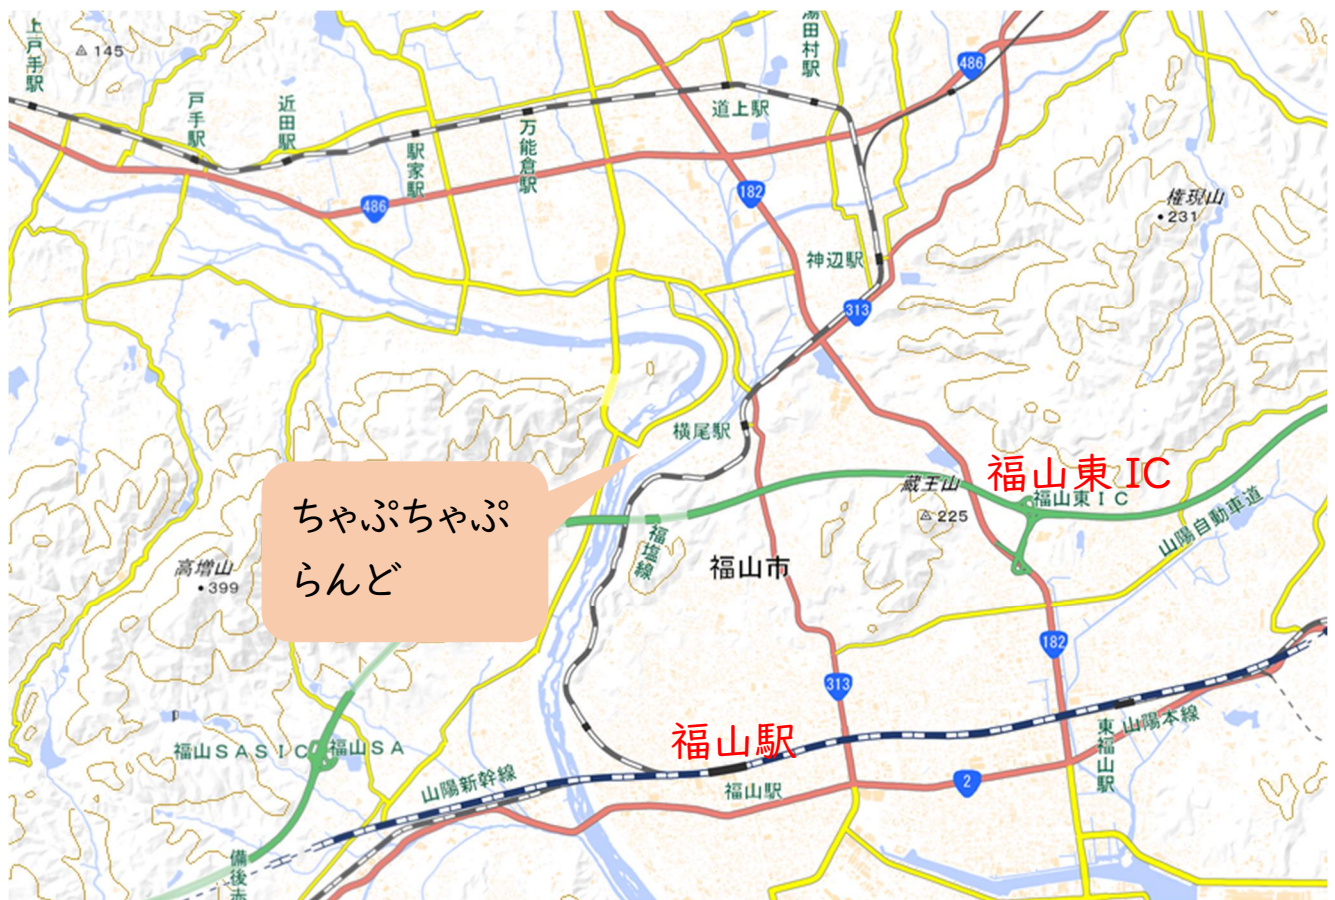 上戸手駅
145
戸手駅
近田駅
駅家駅
万能倉駅
道上駅
湯田村駅
486
182
486
権現山
231
神辺駅
313
横尾駅
ちゃぷちゃぷ
らんど
福塩線
蔵王山
225
福山東IC
福山東IC
山陽自動車道
福山市
高増山
399
182
313
福山SASIC
福山SA
山陽新幹線
福山駅
福山駅
2
東福山駅
山陽本線